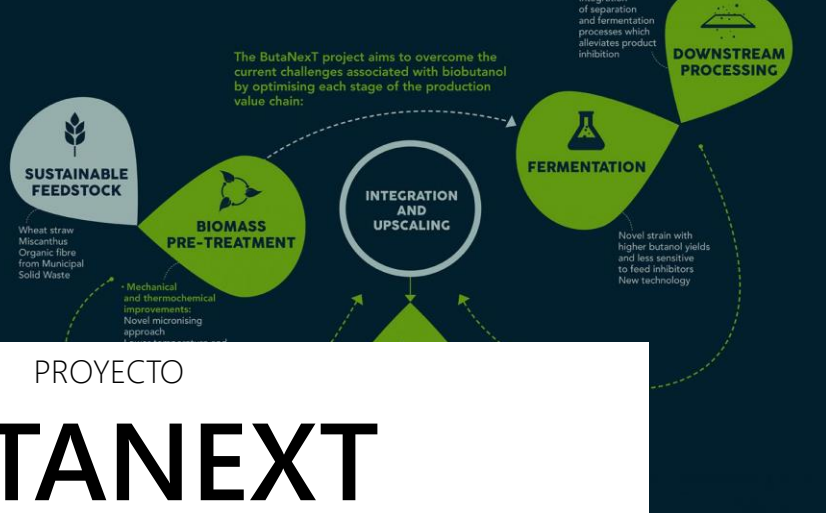 of separation
and fermentation
processes which
alleviates product
inhibition
DOWNSTREAM
PROCESSING
The ButaNexT project aims to overcome the
current challenges associated with biobutanol
by optimising each stage of the production
value chain:
SUSTAINABLE
FEEDSTOCK
Wheat straw
Miscanthus
Organic fibre
from Municipal
Solid Waste
BIOMASS
PRE-TREATMENT
• Mechanical
and thermochemical
improvements:
Novel micronising
approach
INTEGRATION
AND
UPSCALING
FERMENTATION
Novel strain with
higher butanol yields
and less sensitive
to feed inhibitors
New technology
PROYECTO
TANEXT